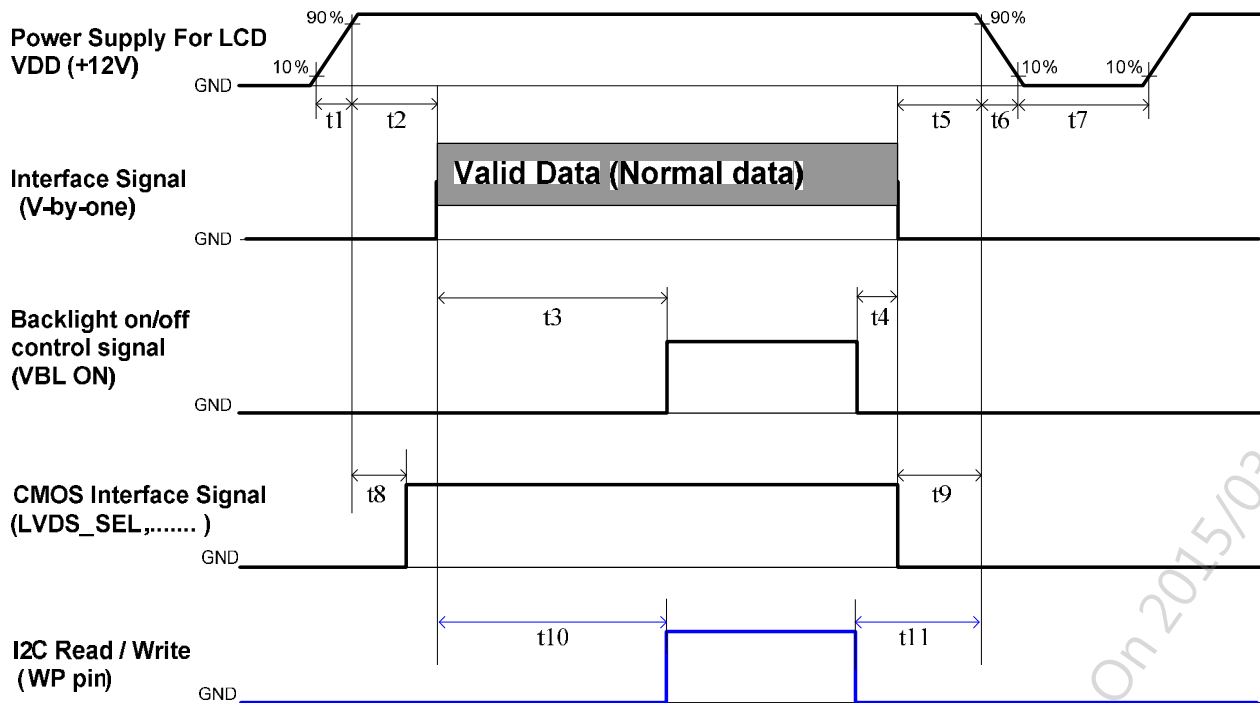 90%
90%
Power Supply For LCD
VDD (+12V)
10%
10%
10%
GND
t1
t2
t5
t6
t7
Valid Data (Normal data)
Interface Signal
(V-by-one)
GND
t3
t4
Backlight on/off
control signal
(VBL ON)
GND
t8
t9
CMOS Interface Signal
(LVDS_SEL,....... )
GND
t10
t11
I2C Read / Write
(WP pin)
GND
On 2015/03